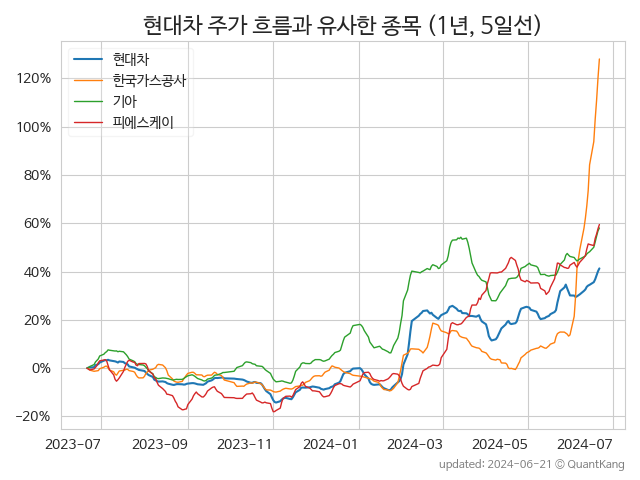 현대차 주가 흐름과 유사한 종목 (1년, 5일선)
현대차
한국가스공사
기아
피에스케이
120%
100%
80%
60%
40%
20%
0%
−20%
2023-07
2023-09
2023-11
2024-01
2024-03
2024-05
2024-07
updated: 2024-06-21 © QuantKang